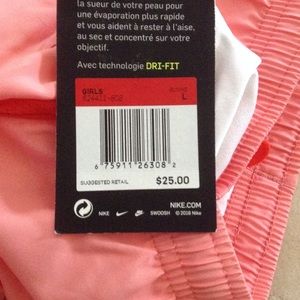 la sueur de votre peau pour
une évaporation plus rapide
et vous aident à rester à l'aise,
au sec et concentré sur votre
objectif.
Avec technologie DRI-FIT
GIRLS
L
6 75911 26308 2
SUGGESTED RETAIL
$25.00
NIKE.COM
NIKE
SWOOSH © 2016 Nike